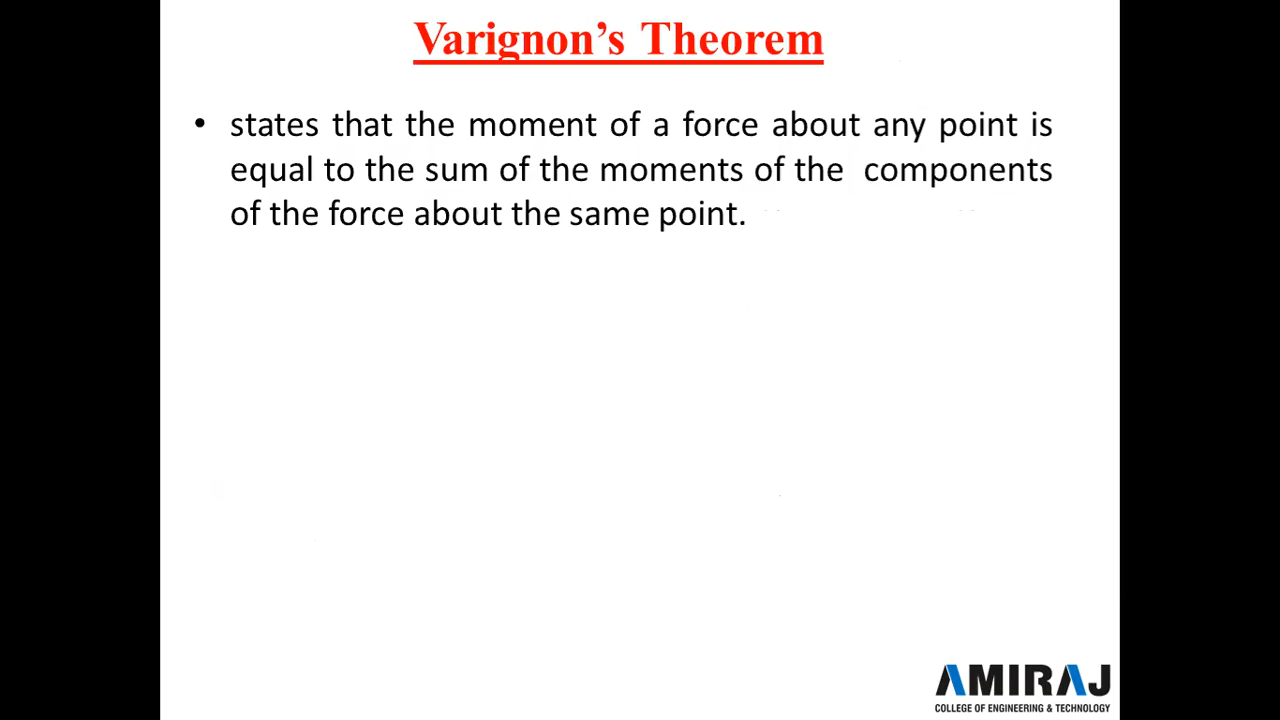 Varignon’s Theorem
• states that the moment of a force about any point is
equal to the sum of the moments of the components
of the force about the same point.
AMIRAJ
COLLEGE OF ENGINEERING & TECHNOLOGY